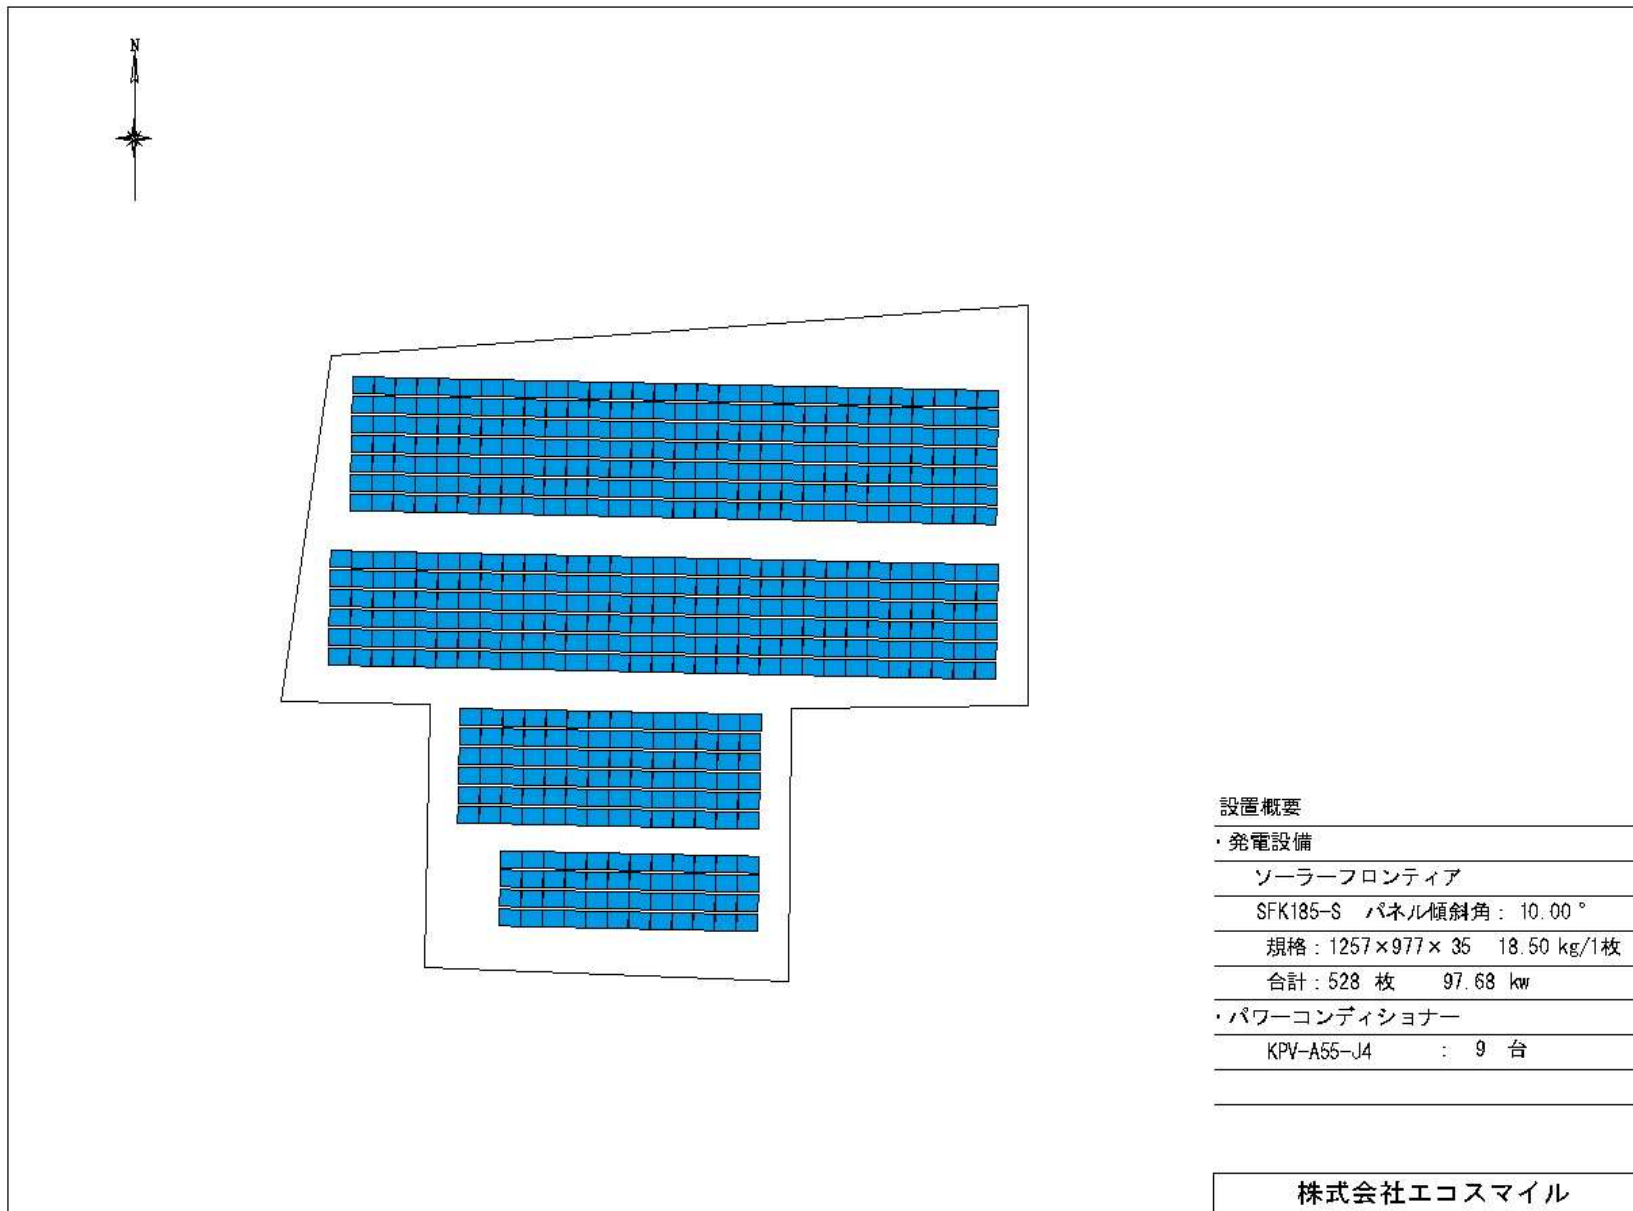 N
設置概要
・発電設備
ソーラーフロンティア
SFK185-S パネル傾斜角：10.00°
規格：1257×977×35 18.50 kg/1枚
合計：528 枚 97.68 kw
・パワーコンディショナー
KPV-A55-J4 ： 9 台
株式会社エコスマイル